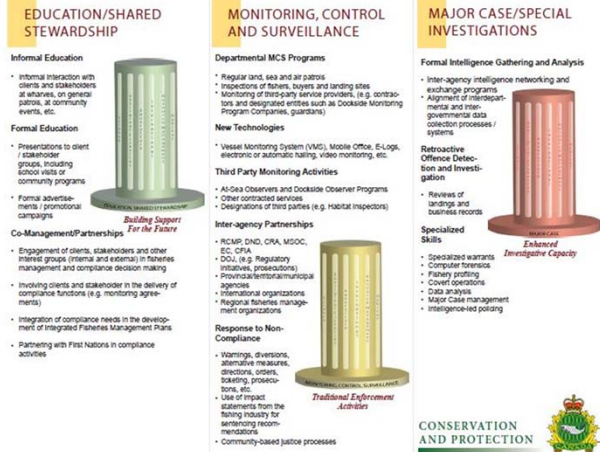 EDUCATION/SHARED
STEWARDSHIP
Informal Education
• Informal Interaction with
clients and stakeholders
at wharves, on general
patrols, at community
events, etc.
Formal Education
• Presentations to client
/ stakeholder
groups, including
school visits or
community programs
• Formal advertise-
ments / promotional
campaigns
EDUCATION, SHARED STEWARDSHIP
Building Support
For the Future
Co-Management/Partnerships
• Engagement of clients, stakeholders and other
interest groups (internal and external) in fisheries
management and compliance decision making
• Involving clients and stakeholder in the delivery of
compliance functions (e.g. monitoring agree-
ments)
• Integration of compliance needs in the develop-
ment of Integrated Fisheries Management Plans
• Partnering with First Nations in compliance
activities
MONITORING, CONTROL
AND SURVEILLANCE
Departmental MCS Programs
• Regular land, sea and air patrols
• Inspections of fishers, buyers and landing sites
• Monitoring of third-party service providers, (e.g. contrac-
tors and designated entities such as Dockside Monitoring
Program Companies, guardians)
New Technologies
• Vessel Monitoring System (VMS), Mobile Office, E-Logs,
electronic or automatic hailing, video monitoring, etc.
Third Party Monitoring Activities
• At-Sea Observers and Dockside Observer Programs
• Other contracted services
• Designations of third parties (e.g. Habitat Inspectors)
Inter-agency Partnerships
• RCMP, DND, CRA, MSOC,
EC, CFIA
• DOJ, (e.g. Regulatory
Initiatives, prosecutions)
• Provincial/territorial/municipal
agencies
• International organizations
• Regional fisheries manage-
ment organizations
Response to Non-
Compliance
• Warnings, diversions,
alternative measures,
directions, orders,
ticketing, prosecu-
tions, etc.
• Use of impact
statements from the
fishing industry for
sentencing recom-
mendations
• Community-based justice processes
MONITORING, CONTROL, SURVEILLANCE
Traditional Enforcement
Activities
MAJOR CASE/SPECIAL
INVESTIGATIONS
Formal Intelligence Gathering and Analysis
• Inter-agency intelligence networking and
exchange programs
• Alignment of interdepart-
mental and inter-
governmental data
collection processes /
systems
Retroactive
Offence Detec-
tion and Investi-
gation
• Reviews of
landings and
business records
Specialized
Skills
• Specialized warrants
• Computer forensics
• Fishery profiling
• Covert operations
• Data analysis
• Major Case management
• Intelligence-led policing
MAJOR CASE
Enhanced
Investigative Capacity
CONSERVATION
AND PROTECTION
CANADA